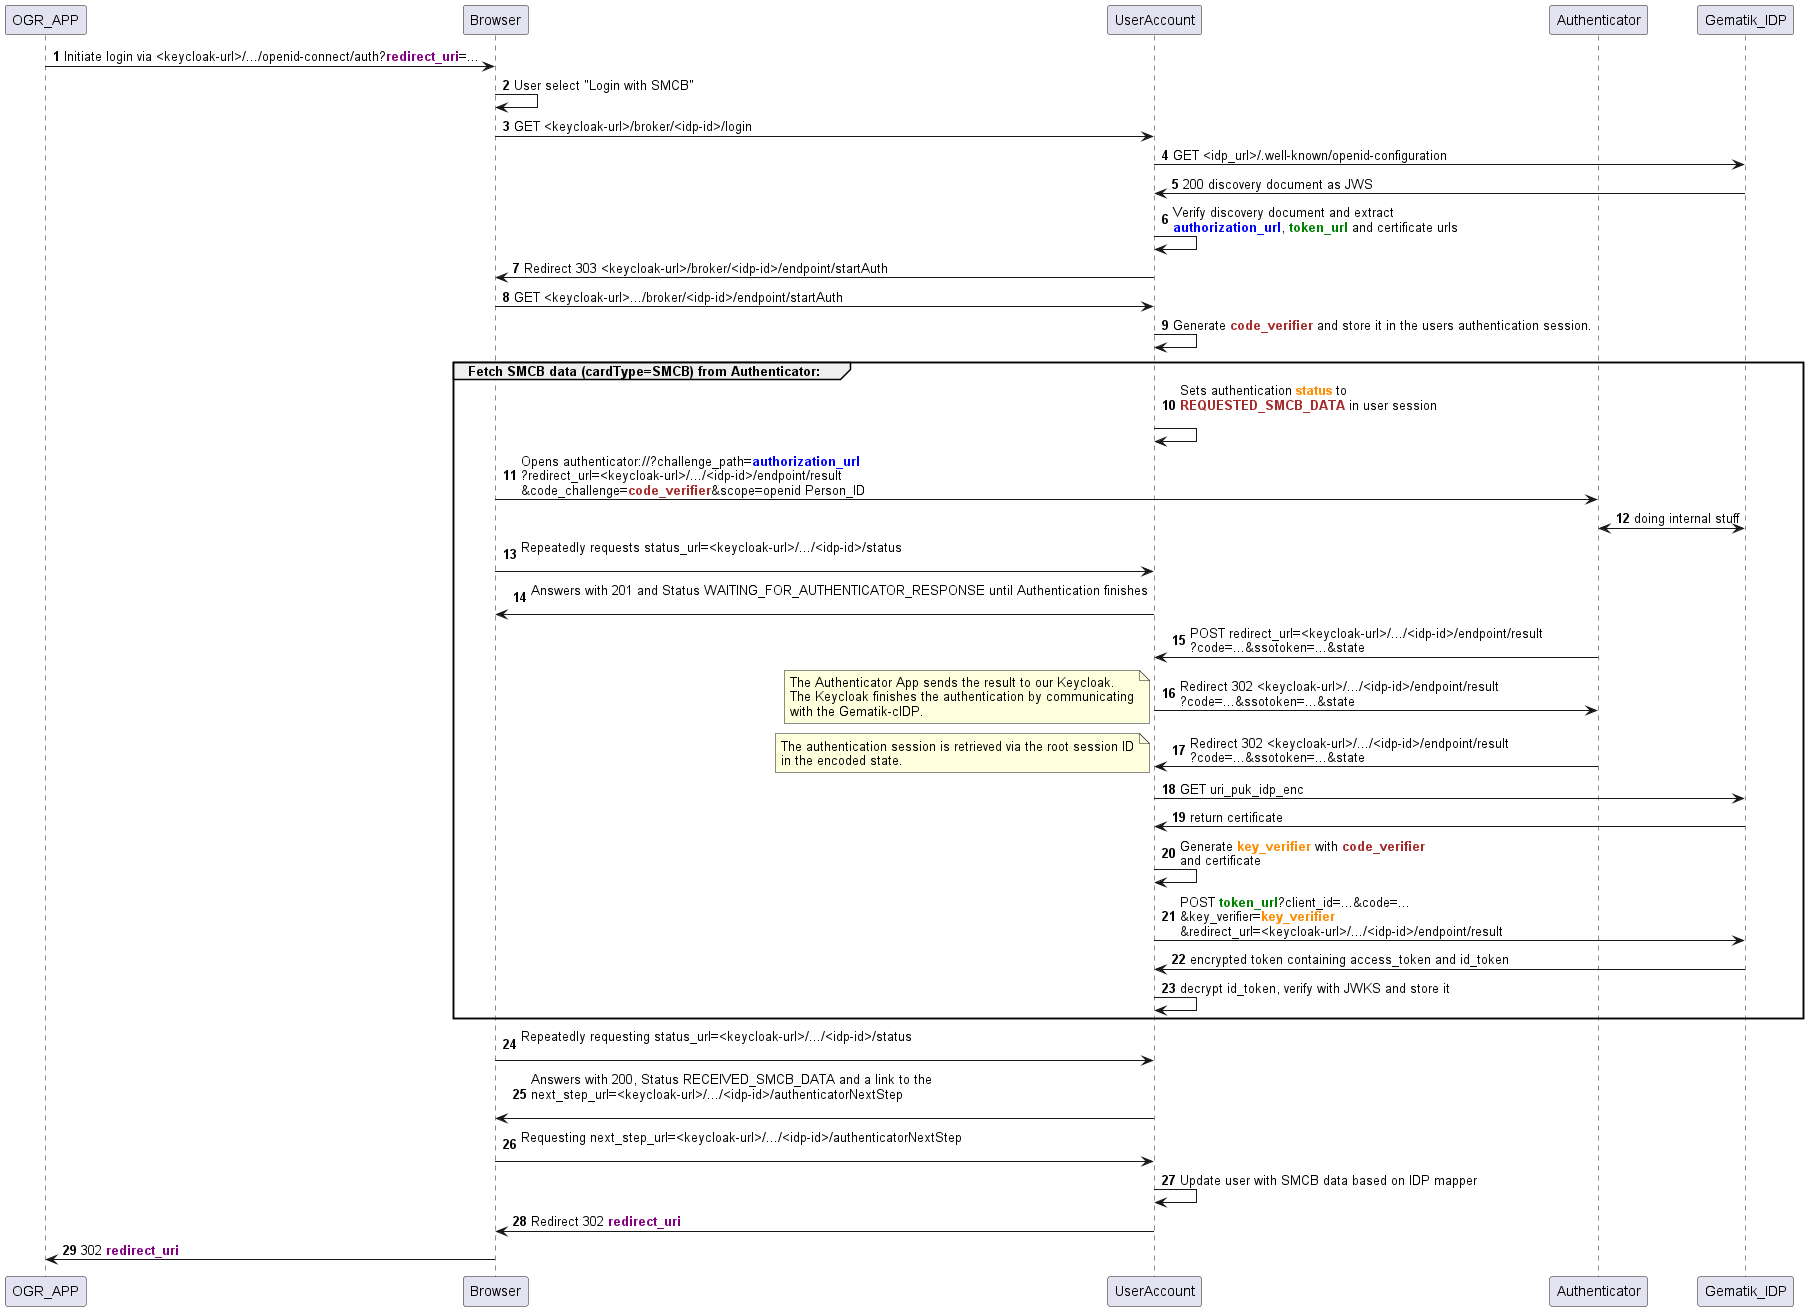 OGR_APP
Browser
UserAccount
Authenticator
Gematik_IDP
1 Initiate login via <keycloak-url>/.../openid-connect/auth?redirect_uri=...
2 User select "Login with SMCB"
3 GET <keycloak-url>/broker/<idp-id>/login
4 GET <idp_url>/.well-known/openid-configuration
5 200 discovery document as JWS
6 Verify discovery document and extract
authorization_url, token_url and certificate urls
7 Redirect 303 <keycloak-url>/broker/<idp-id>/endpoint/startAuth
8 GET <keycloak-url>.../broker/<idp-id>/endpoint/startAuth
9 Generate code_verifier and store it in the users authentication session.
Fetch SMCB data (cardType=SMCB) from Authenticator:
10 Sets authentication status to
REQUESTED_SMCB_DATA in user session
11 Opens authenticator://?challenge_path=authorization_url
?redirect_url=<keycloak-url>/.../<idp-id>/endpoint/result
&code_challenge=code_verifier&scope=openid Person_ID
12 doing internal stuff
13 Repeatedly requests status_url=<keycloak-url>/.../<idp-id>/status
14 Answers with 201 and Status WAITING_FOR_AUTHENTICATOR_RESPONSE until Authentication finishes
15 POST redirect_url=<keycloak-url>/.../<idp-id>/endpoint/result
?code=...&ssotoken=...&state
The Authenticator App sends the result to our Keycloak.
The Keycloak finishes the authentication by communicating
with the Gematik-cIDP.
16 Redirect 302 <keycloak-url>/.../<idp-id>/endpoint/result
?code=...&ssotoken=...&state
The authentication session is retrieved via the root session ID
in the encoded state.
17 Redirect 302 <keycloak-url>/.../<idp-id>/endpoint/result
?code=...&ssotoken=...&state
18 GET uri_puk_idp_enc
19 return certificate
20 Generate key_verifier with code_verifier
and certificate
21 POST token_url?client_id=...&code=...
&key_verifier=key_verifier
&redirect_url=<keycloak-url>/.../<idp-id>/endpoint/result
22 encrypted token containing access_token and id_token
23 decrypt id_token, verify with JWKS and store it
24 Repeatedly requesting status_url=<keycloak-url>/.../<idp-id>/status
25 Answers with 200, Status RECEIVED_SMCB_DATA and a link to the
next_step_url=<keycloak-url>/.../<idp-id>/authenticatorNextStep
26 Requesting next_step_url=<keycloak-url>/.../<idp-id>/authenticatorNextStep
27 Update user with SMCB data based on IDP mapper
28 Redirect 302 redirect_uri
29 302 redirect_uri
OGR_APP
Browser
UserAccount
Authenticator
Gematik_IDP